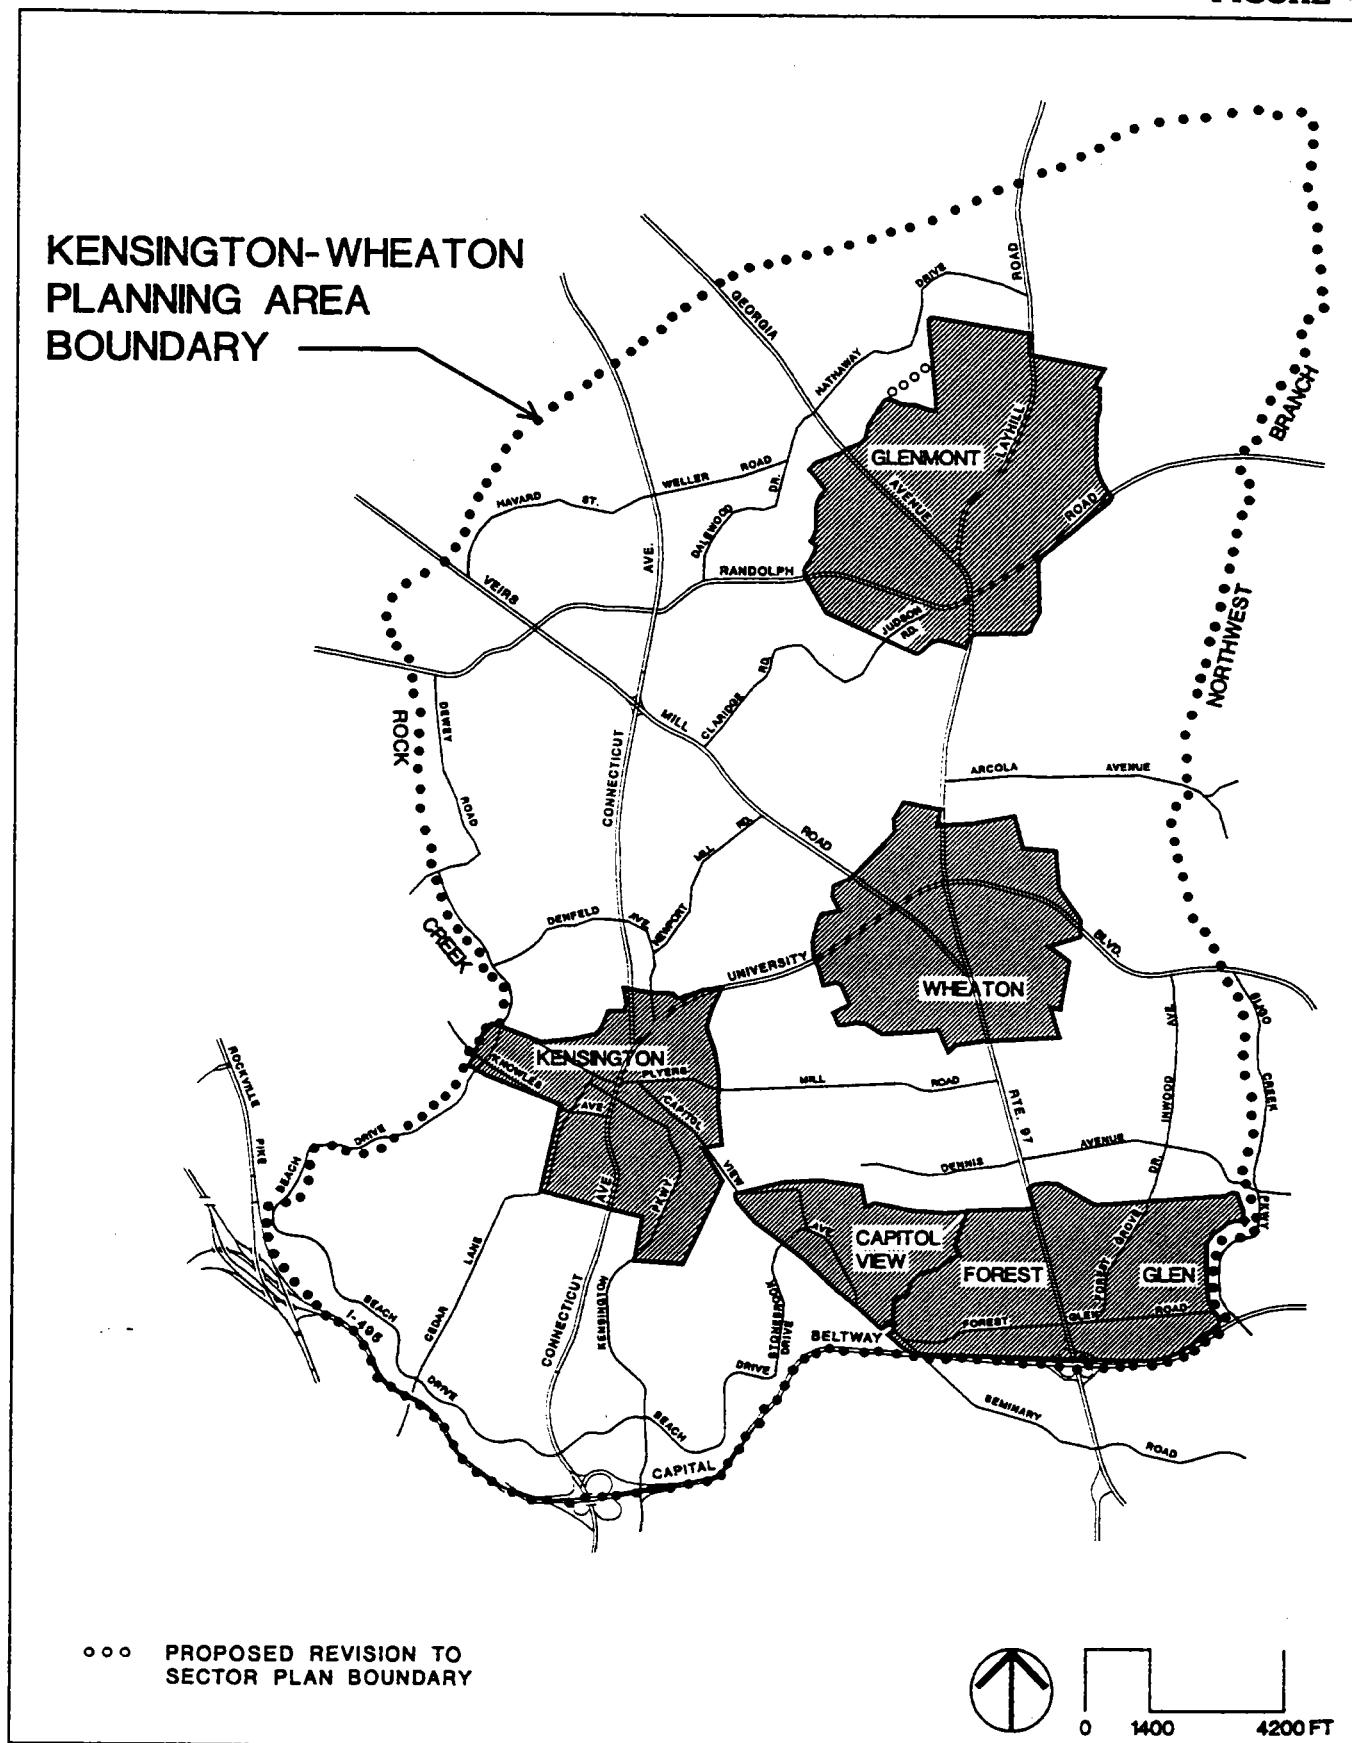 KENSINGTON-WHEATON
PLANNING AREA
BOUNDARY
ROAD
DRIVE
GEORGIA
HATHAWAY
BRANCH
LAYHILL
GLENMONT
WELLER ROAD
DR.
HAVARD ST.
AVENUE
ROAD
DALEWOOD
AVE.
RANDOLPH
VEIRS
NORTHWEST
JUDSON
RD.
RD.
CLARIDGE
MILL
ROCK
DEWEY
CONNECTICUT
ARCOLA AVENUE
ROAD
ROAD
RD.
MILL
DENFELD AVE.
NEWPORT
CREEK
BLVD.
UNIVERSITY
WHEATON
SLIGO
AVE.
KENSINGTON
KNOWLES
PLYERS
MILL ROAD
ROCKVILLE
CREEK
AVE.
CAPITOL
RTE. 97
INWOOD
PIKE
DRIVE
AVENUE
DENNIS
BEACH
VIEW
DR.
AVE.
PKWY.
PKWY
AVE.
GROVE
CAPITOL
VIEW
LANE
FOREST
GLEN
FOREST
CONNECTICUT
KENSINGTON
STONEBROOK
DRIVE
BEACH
I-495
CEDAR
FOREST GLEN ROAD
BELTWAY
DRIVE
DRIVE
SEMINARY
BEACH
ROAD
CAPITAL
PROPOSED REVISION TO
SECTOR PLAN BOUNDARY
0 1400 4200 FT